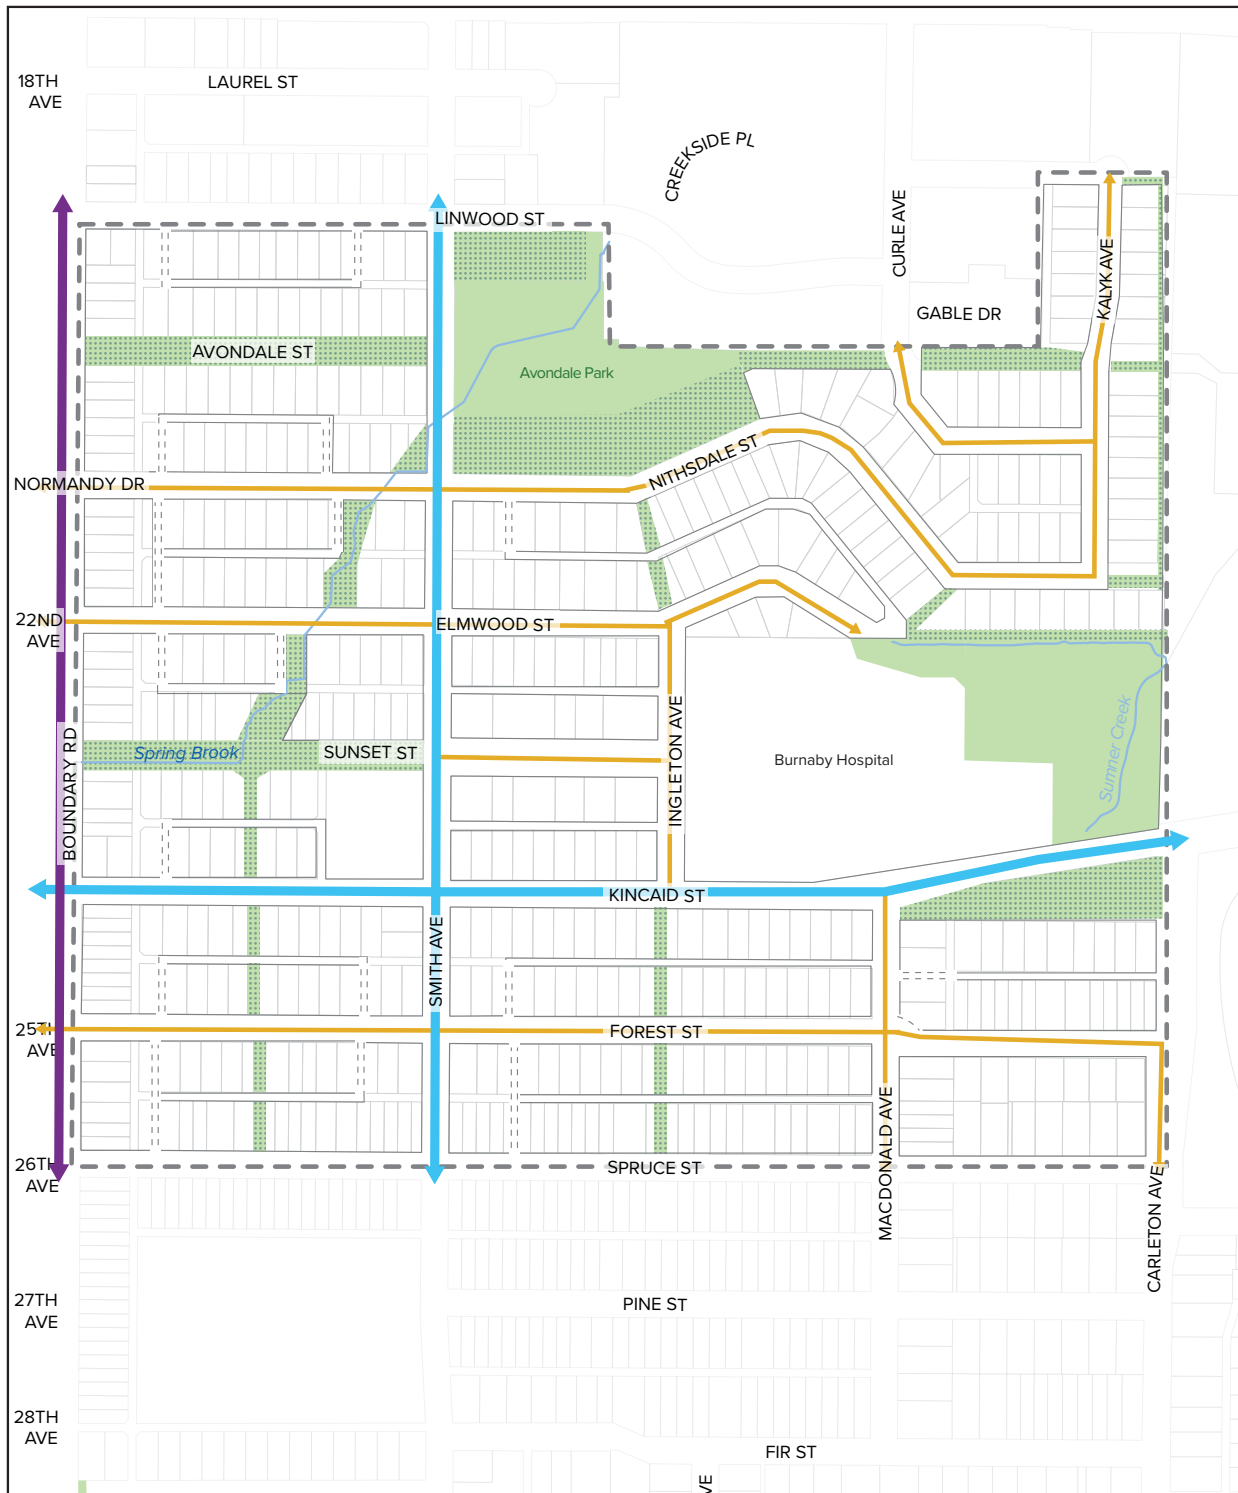 18TH
AVE
LAUREL ST
CREEKSIDE PL
LINWOOD ST
CURLE AVE
KALYK AVE
GABLE DR
AVONDALE ST
Avondale Park
NITHSDALE ST
NORMANDY DR
22ND
AVE
ELMWOOD ST
BOUNDARY RD
Spring Brook
SUNSET ST
INGLETON AVE
Burnaby Hospital
Sumner Creek
KINCAID ST
SMITH AVE
25TH
AVE
FOREST ST
MACDONALD AVE
26TH
AVE
SPRUCE ST
CARLETON AVE
27TH
AVE
PINE ST
28TH
AVE
FIR ST
VE